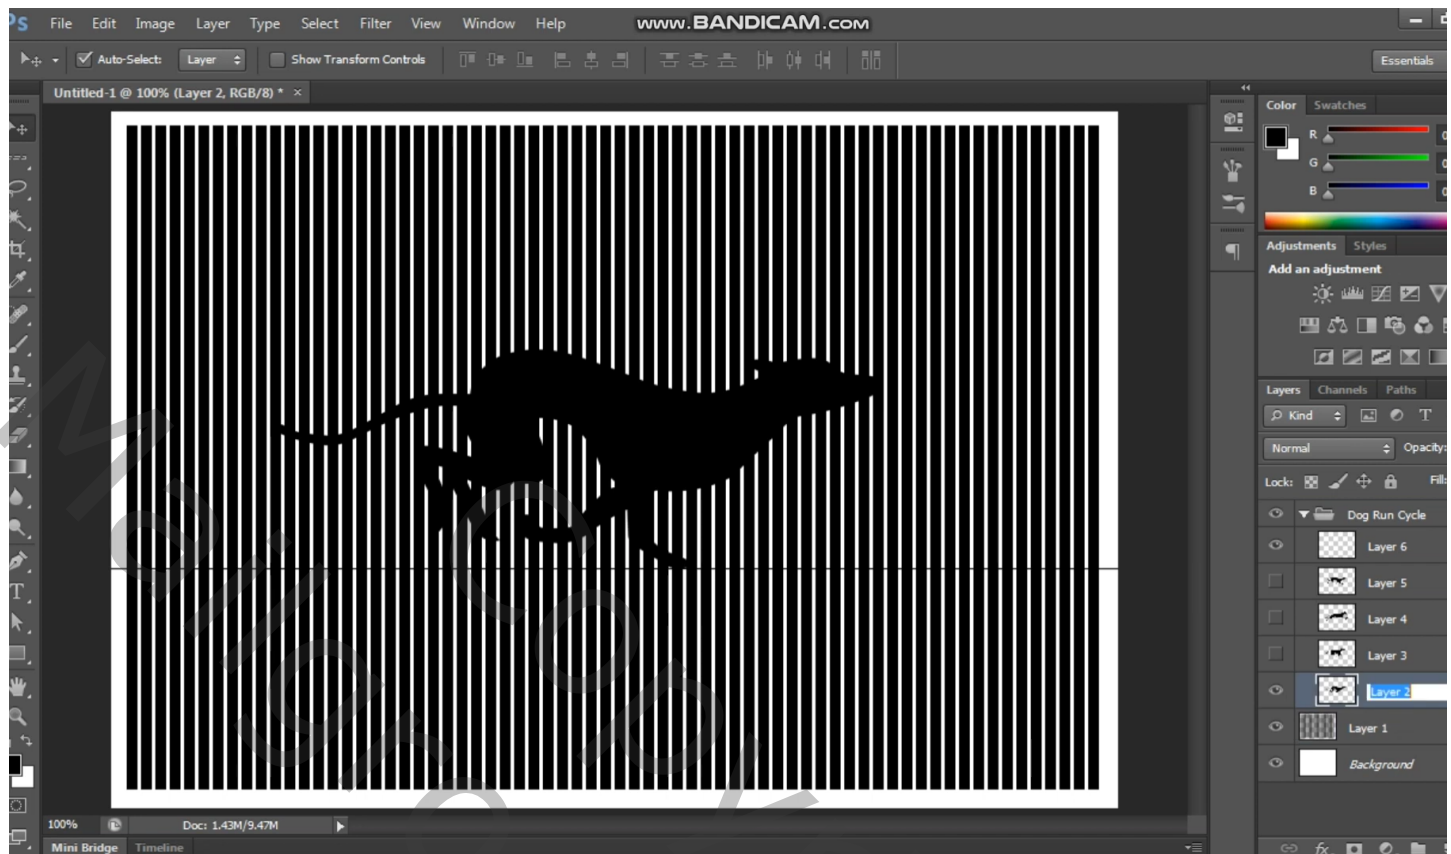 Ps File Edit Image Layer Type Select Filter View Window Help www.BANDICAM.com
Auto-Select: Layer Show Transform Controls Essentials
Untitled-1 @ 100% (Layer 2, RGB/8) * ×
Color Swatches
R
G
B
Adjustments Styles
Add an adjustment
Layers Channels Paths
Kind
Normal Opacity:
Lock: Fill:
Dog Run Cycle
Layer 6
Layer 5
Layer 4
Layer 3
Layer 2
Layer 1
Background
100% Doc: 1.43M/9.47M
Mini Bridge Timeline
fx